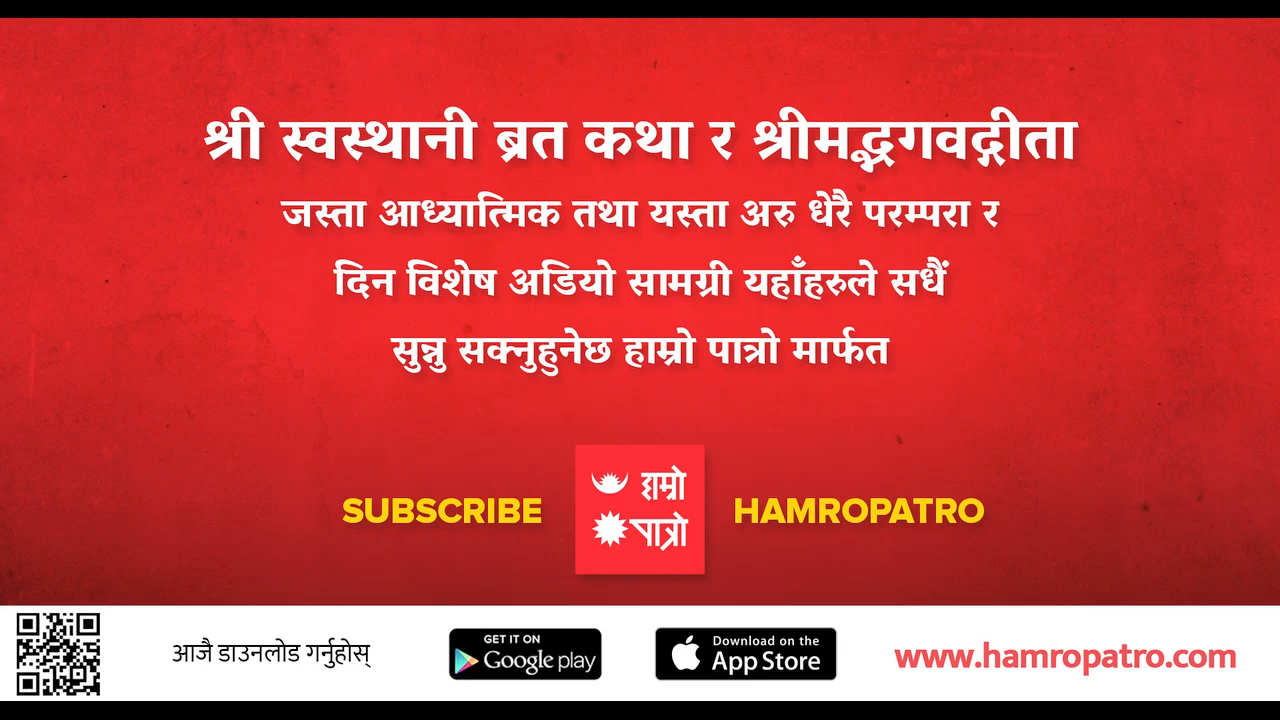 श्री स्वस्थानी ब्रत कथा र श्रीमद्भगवद्गीता
जस्ता आध्यात्मिक तथा यस्ता अरु धेरै परम्परा र
दिन विशेष अडियो सामग्री यहाँहरुले सधैं
सुन्नु सक्नुहुनेछ हाम्रो पात्रो मार्फत
SUBSCRIBE
हाम्रो
पात्रो
HAMROPATRO
आजै डाउनलोड गर्नुहोस्
GET IT ON
Google play
Download on the
App Store
www.hamropatro.com